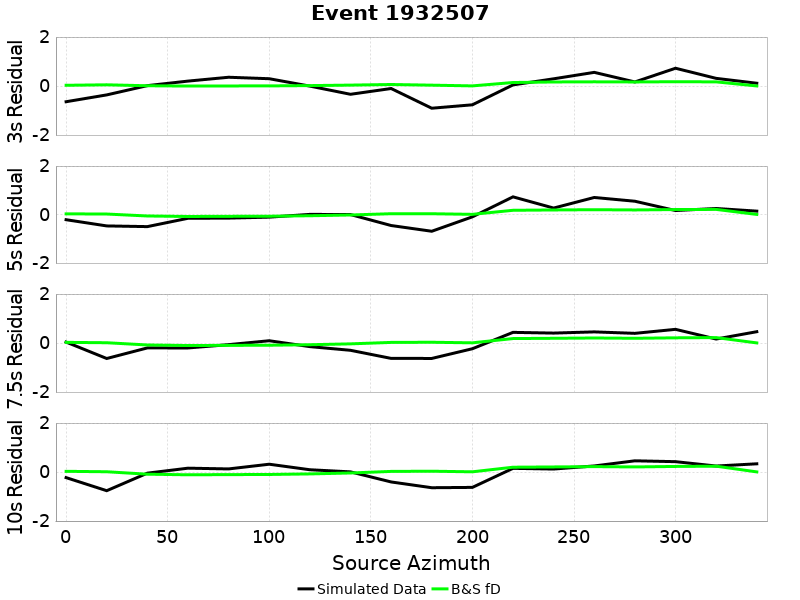 Event 1932507
3s Residual
2
0
-2
5s Residual
2
0
-2
7.5s Residual
2
0
-2
10s Residual
2
0
-2
0 50 100 150 200 250 300
Source Azimuth
Simulated Data B&S fD